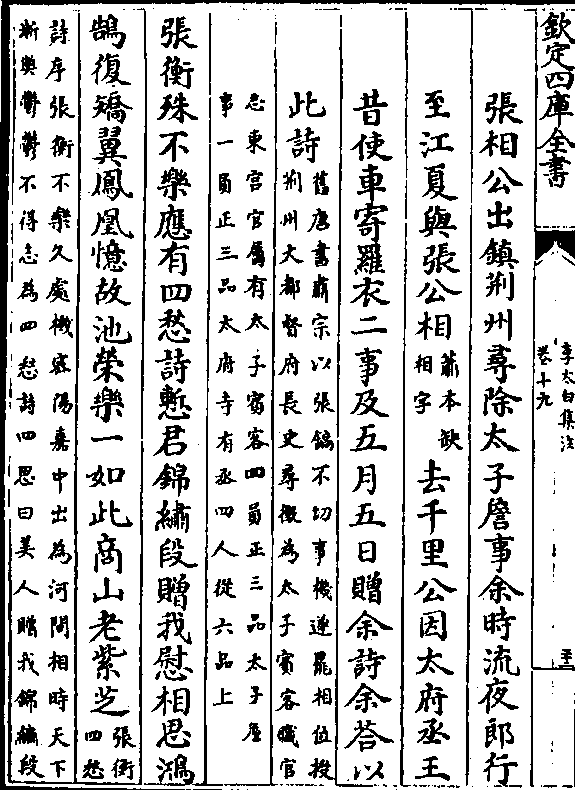 欽定四庫全書
李太白集注
卷十九
至
張相公出鎮荆州尋除太子詹事余時流夜郎行
至江夏與張公相
蕭本缺
相字
去千里公因太府丞王
昔使車寄羅衣二事及五月五日贈余詩余荅以
此詩
舊唐書肅宗以張鎬不切事機遂罷相位授
荆州大都督府長史尋徴為太子賓客職官
志東宫官屬有太子賓客四員正三品太子詹
事一員正三品太府寺有丞四人從六品上
張衡殊不樂應有四愁詩慙君錦繡段贈我慰相思鴻
鵠復矯翼鳳凰憶故池榮樂一如此商山老紫芝
張衡
四愁
詩序張衡不樂久處機密陽嘉中出為河間相時天下
漸獘鬱鬱不得志為四愁詩四思曰美人贈我錦繡段